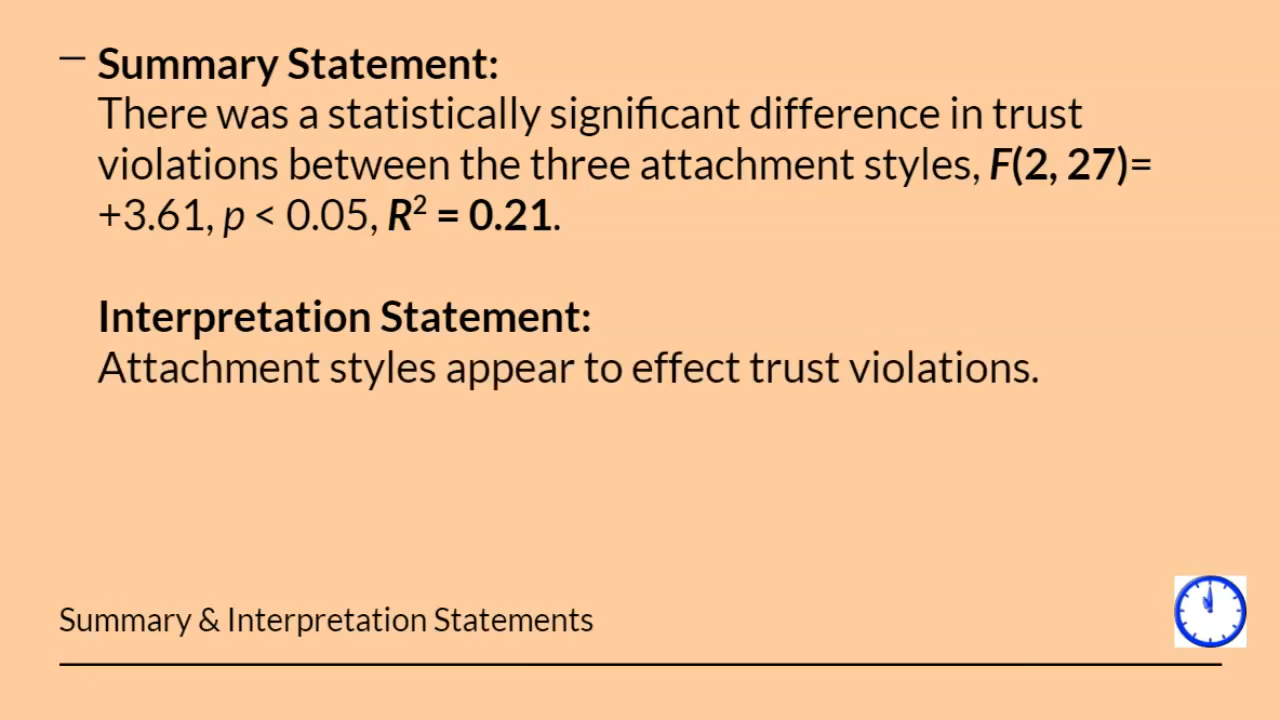 — Summary Statement:
There was a statistically significant difference in trust
violations between the three attachment styles, F(2, 27)=
+3.61, p < 0.05, R² = 0.21.
Interpretation Statement:
Attachment styles appear to effect trust violations.
Summary & Interpretation Statements